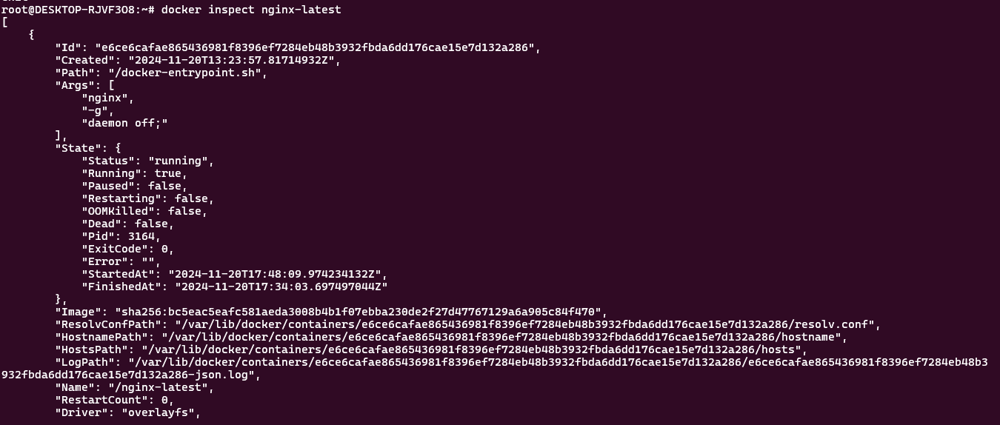 root@DESKTOP-RJVF3O8:~# docker inspect nginx-latest
[
    {
        "Id": "e6ce6cafae865436981f8396ef7284eb48b3932fbda6dd176cae15e7d132a286",
        "Created": "2024-11-20T13:23:57.81714932Z",
        "Path": "/docker-entrypoint.sh",
        "Args": [
            "nginx",
            "-g",
            "daemon off;"
        ],
        "State": {
            "Status": "running",
            "Running": true,
            "Paused": false,
            "Restarting": false,
            "OOMKilled": false,
            "Dead": false,
            "Pid": 3164,
            "ExitCode": 0,
            "Error": "",
            "StartedAt": "2024-11-20T17:48:09.974234132Z",
            "FinishedAt": "2024-11-20T17:34:03.697497044Z"
        },
        "Image": "sha256:bc5eac5eafc581aeda3008b4b1f07ebba230de2f27d47767129a6a905c84f470",
        "ResolvConfPath": "/var/lib/docker/containers/e6ce6cafae865436981f8396ef7284eb48b3932fbda6dd176cae15e7d132a286/resolv.conf",
        "HostnamePath": "/var/lib/docker/containers/e6ce6cafae865436981f8396ef7284eb48b3932fbda6dd176cae15e7d132a286/hostname",
        "HostsPath": "/var/lib/docker/containers/e6ce6cafae865436981f8396ef7284eb48b3932fbda6dd176cae15e7d132a286/hosts",
        "LogPath": "/var/lib/docker/containers/e6ce6cafae865436981f8396ef7284eb48b3932fbda6dd176cae15e7d132a286/e6ce6cafae865436981f8396ef7284eb48b3
932fbda6dd176cae15e7d132a286-json.log",
        "Name": "/nginx-latest",
        "RestartCount": 0,
        "Driver": "overlayfs",